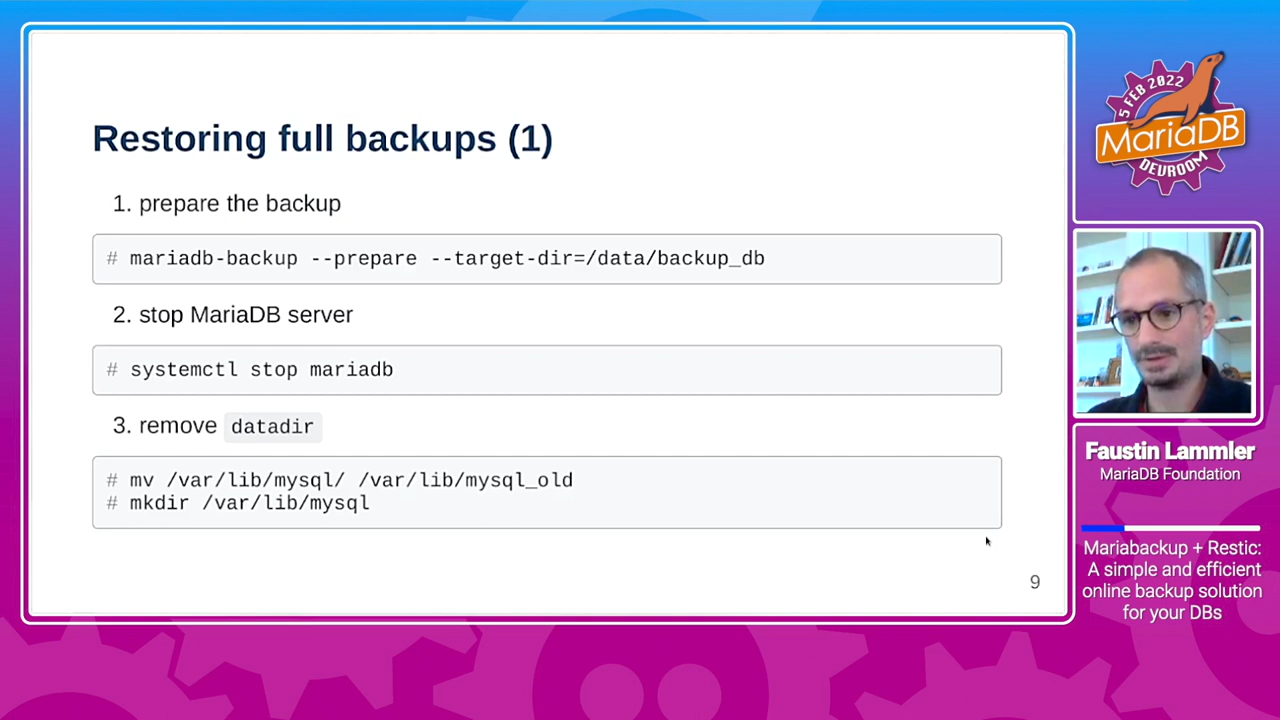 Restoring full backups (1)
1. prepare the backup
# mariadb-backup --prepare --target-dir=/data/backup_db
2. stop MariaDB server
# systemctl stop mariadb
3. remove datadir
# mv /var/lib/mysql/ /var/lib/mysql_old
# mkdir /var/lib/mysql
9
5 FEB 2022
MariaDB
DEVROOM
Faustin Lammler
MariaDB Foundation
Mariabackup + Restic:
A simple and efficient
online backup solution
for your DBs